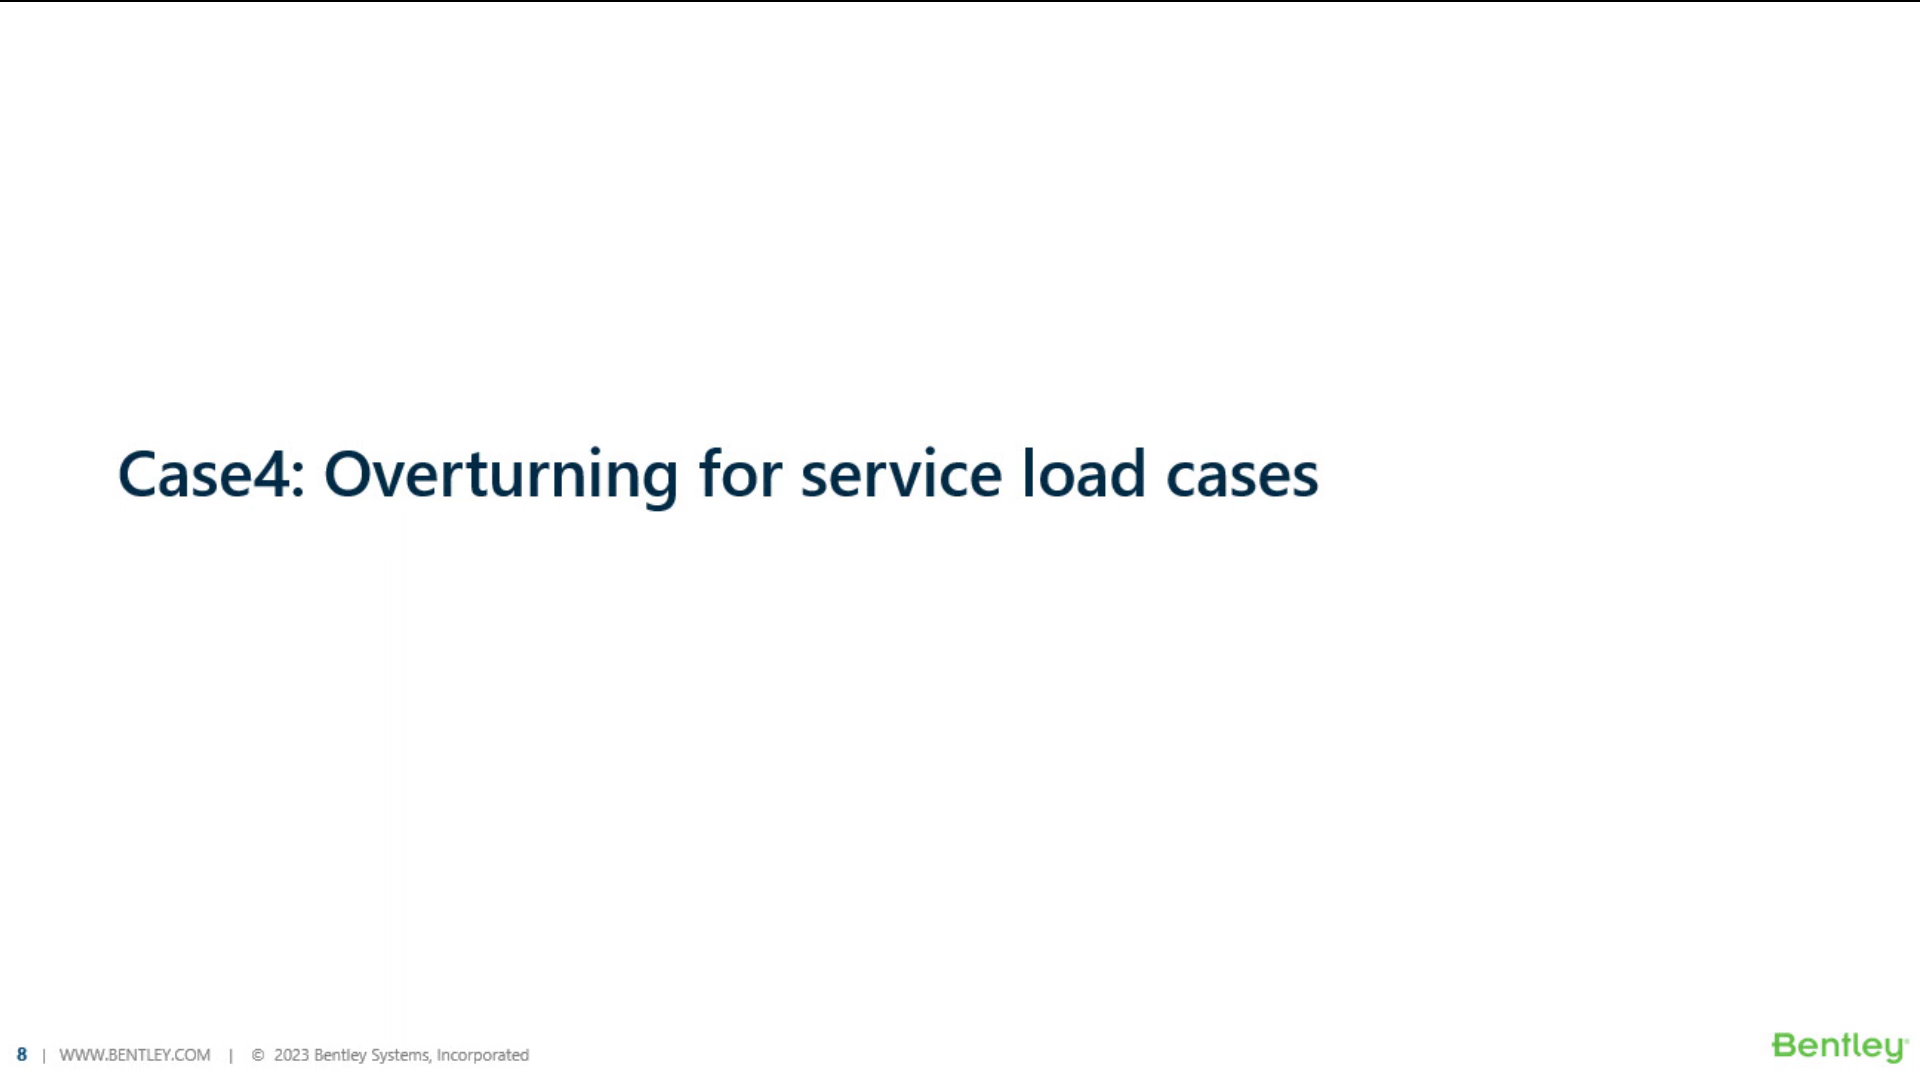 Case4: Overturning for service load cases
8 | WWW.BENTLEY.COM | © 2023 Bentley Systems, Incorporated
Bentley